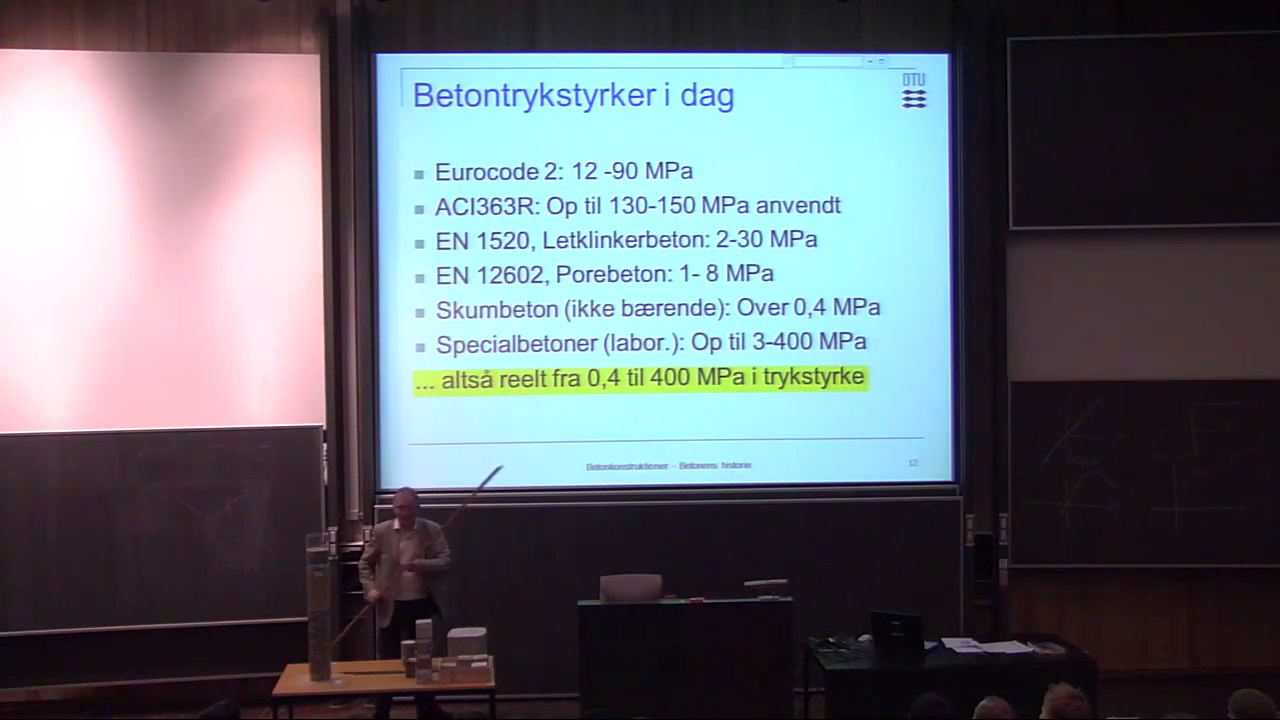 Betontrykstyrker i dag
DTU
Eurocode 2: 12 -90 MPa
ACI363R: Op til 130-150 MPa anvendt
EN 1520, Letklinkerbeton: 2-30 MPa
EN 12602, Porebeton: 1- 8 MPa
Skumbeton (ikke bærende): Over 0,4 MPa
Specialbetoner (labor.): Op til 3-400 MPa
... altså reelt fra 0,4 til 400 MPa i trykstyrke
Betonkonstruktioner - Betonens historie
12